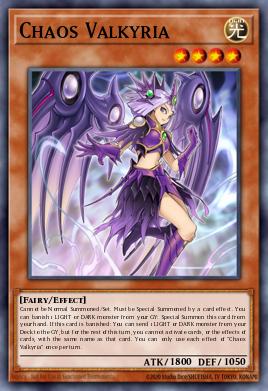 Chaos Valkyria
光
[Fairy/Effect]
Cannot be Normal Summoned/Set. Must be Special Summoned by a card effect. You
can banish 1 LIGHT or DARK monster from your GY; Special Summon this card from
your hand. If this card is banished: You can send 1 LIGHT or DARK monster from your
Deck to the GY, but for the rest of this turn, you cannot activate cards, or the effects of
cards, with the same name as that card. You can only use each effect of "Chaos
Valkyria" once per turn.
ATK/1800 DEF/1050
©2020 Studio Dice/SHUEISHA, TV TOKYO, KONAMI